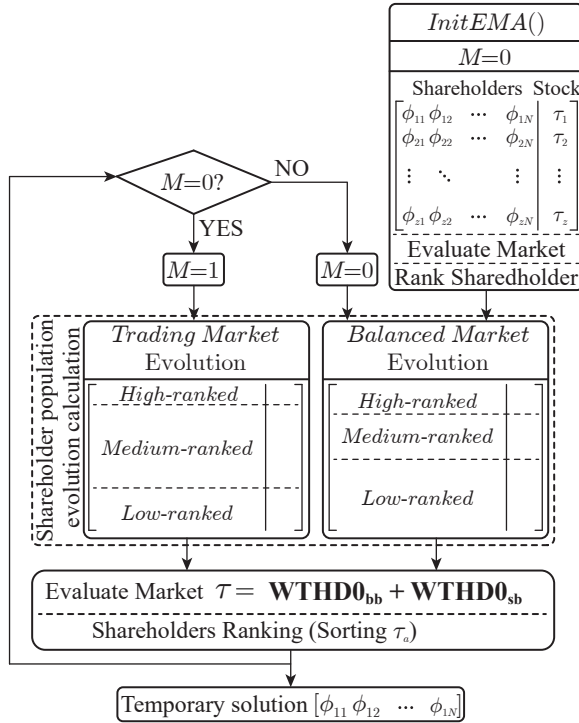 InitEMA()
M=0
Shareholders Stock
ϕ₁₁ ϕ₁₂ ⋯ ϕ₁N τ₁
ϕ₂₁ ϕ₂₂ ⋯ ϕ₂N τ₂
⋮ ⋱ ⋮ ⋮
ϕz₁ ϕz₂ ⋯ ϕzN τz
Evaluate Market
Rank Sharedholder
M=0?
NO
YES
M=1
M=0
Shareholder population
evolution calculation
Trading Market
Evolution
High-ranked
Medium-ranked
Low-ranked
Balanced Market
Evolution
High-ranked
Medium-ranked
Low-ranked
Evaluate Market τ = WTHD0bb + WTHD0sb
Shareholders Ranking (Sorting τa)
Temporary solution [ϕ₁₁ ϕ₁₂ ⋯ ϕ₁N]